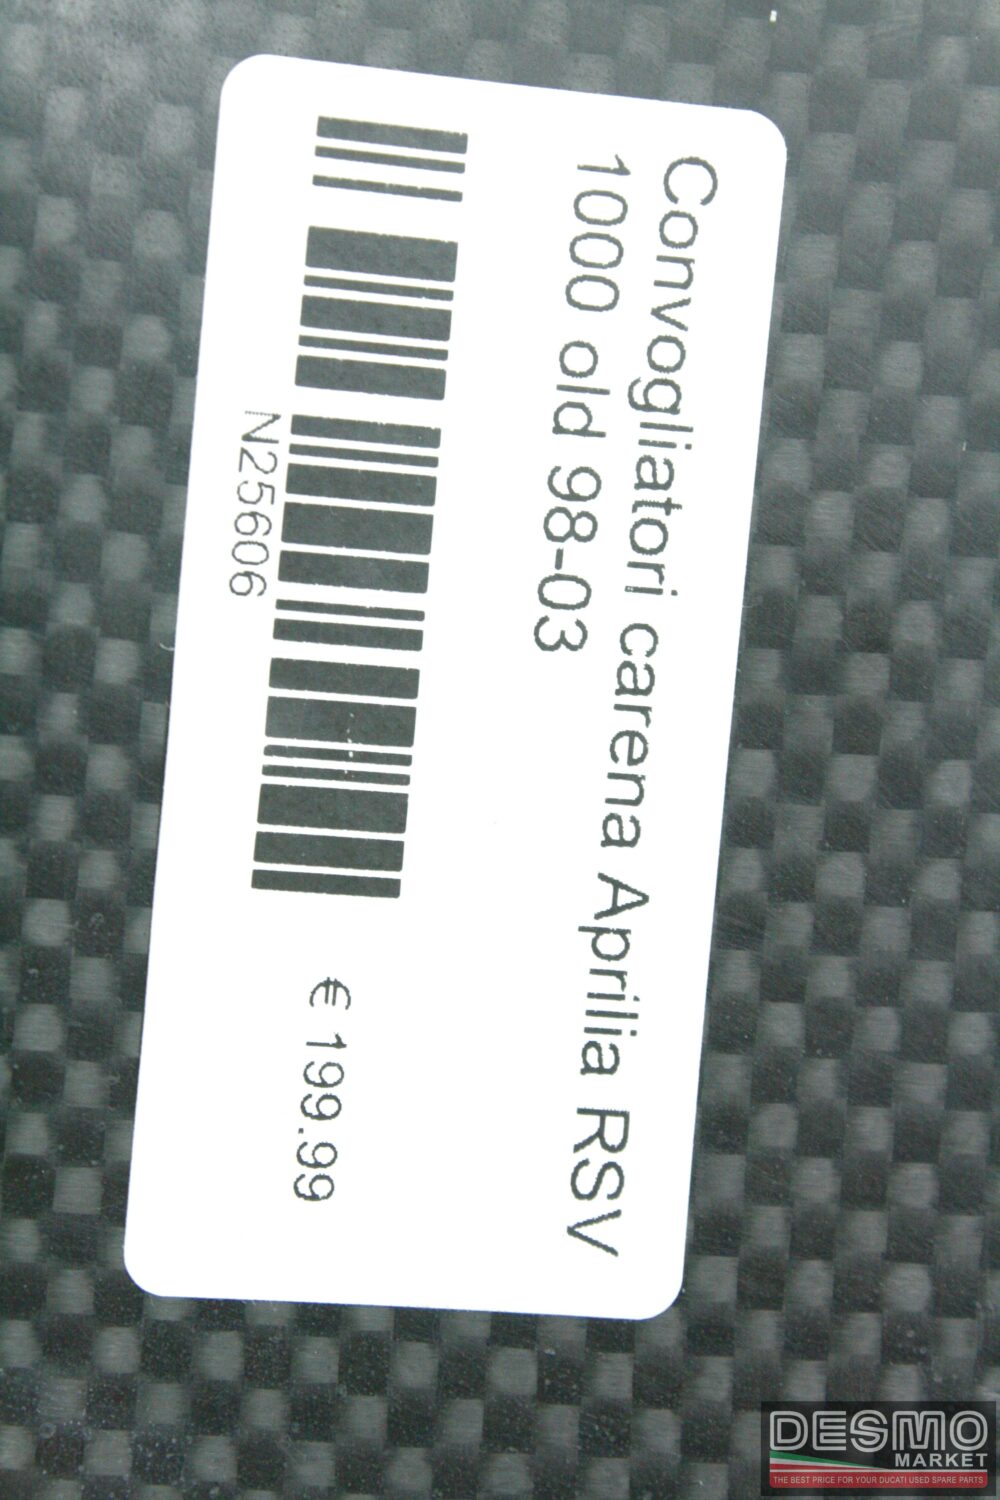 Convogliatori carena Aprilia RSV
1000 old 98-03
N25606
€ 199.99
DESMO
MARKET
THE BEST PRICE FOR YOUR DUCATI USED SPARE PARTS